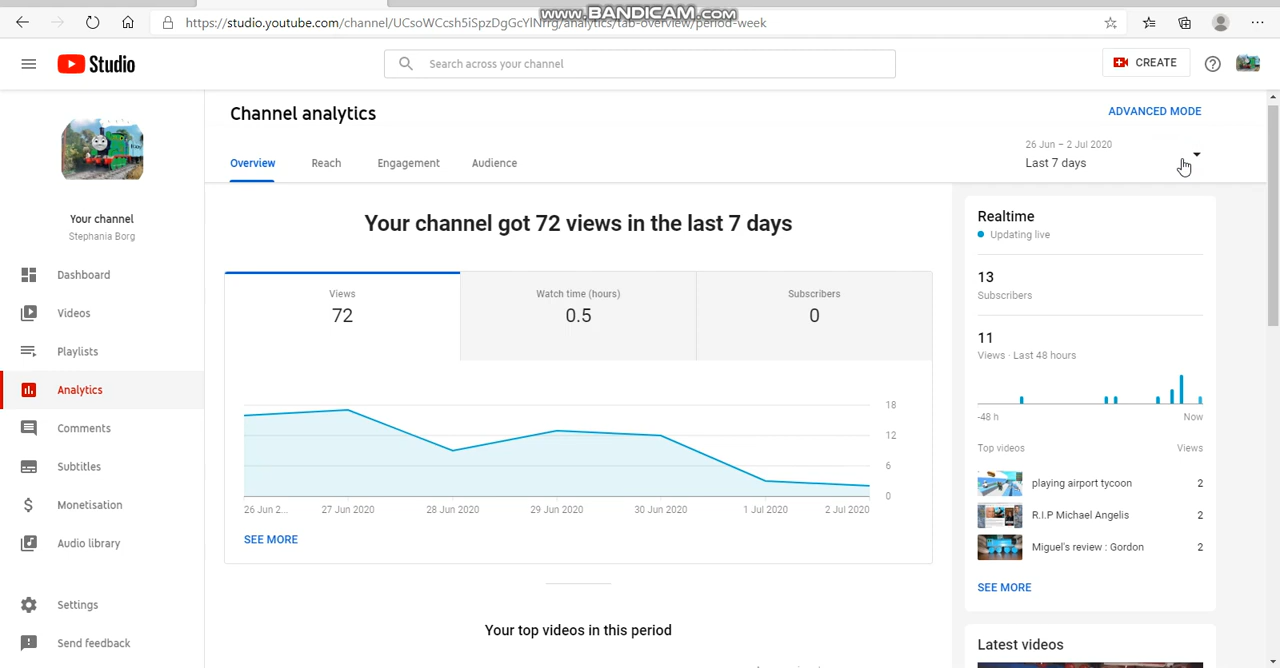 www.BANDICAM.com
https://studio.youtube.com/channel/UCsoWCcsh5iSpzDgGcYlNrrg/analytics/tab-overview/period-week
Studio
Search across your channel
CREATE
Channel analytics
ADVANCED MODE
Overview
Reach
Engagement
Audience
26 Jun – 2 Jul 2020
Last 7 days
Your channel
Stephania Borg
Dashboard
Videos
Playlists
Analytics
Comments
Subtitles
Monetisation
Audio library
Settings
Send feedback
Your channel got 72 views in the last 7 days
Views
72
Watch time (hours)
0.5
Subscribers
0
18
12
6
0
26 Jun 2...
27 Jun 2020
28 Jun 2020
29 Jun 2020
30 Jun 2020
1 Jul 2020
2 Jul 2020
SEE MORE
Your top videos in this period
Realtime
Updating live
13
Subscribers
11
Views · Last 48 hours
-48 h
Now
Top videos
Views
playing airport tycoon
2
R.I.P Michael Angelis
2
Miguel's review : Gordon
2
SEE MORE
Latest videos